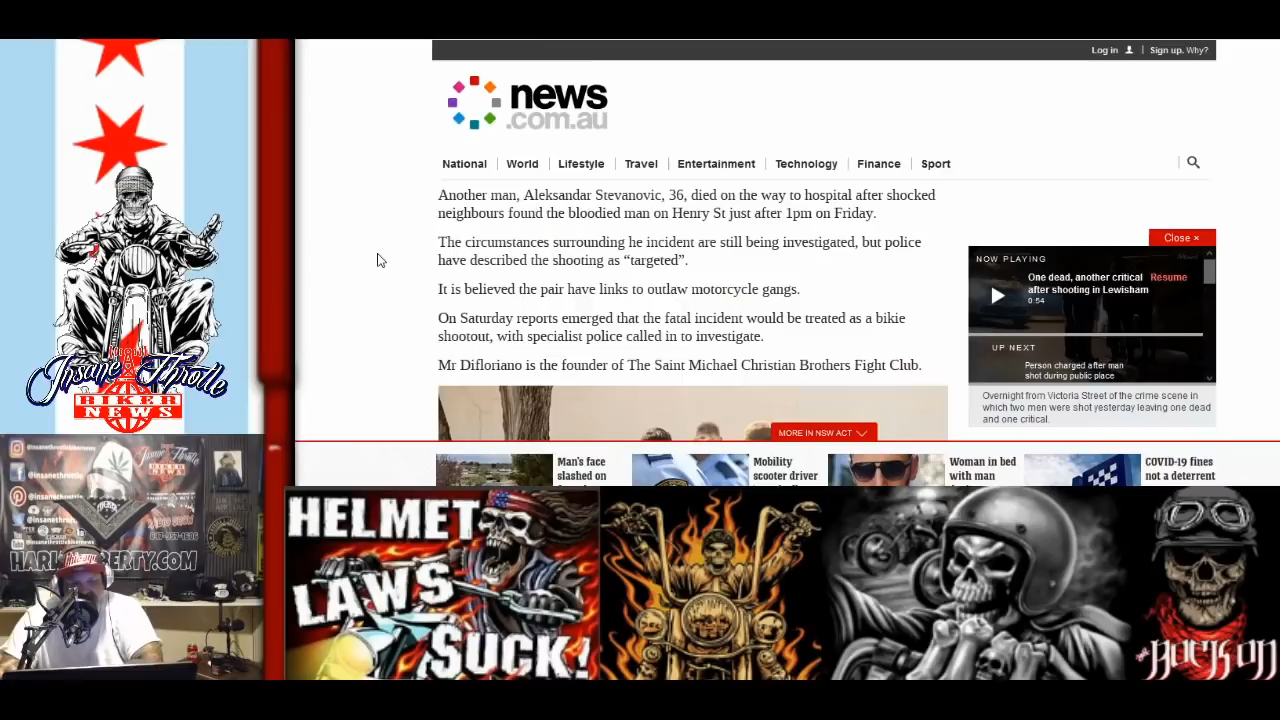 Log in
Sign up. Why?
news
.com.au
National
World
Lifestyle
Travel
Entertainment
Technology
Finance
Sport
Another man, Aleksandar Stevanovic, 36, died on the way to hospital after shocked
neighbours found the bloodied man on Henry St just after 1pm on Friday.
The circumstances surrounding he incident are still being investigated, but police
have described the shooting as “targeted”.
It is believed the pair have links to outlaw motorcycle gangs.
On Saturday reports emerged that the fatal incident would be treated as a bikie
shootout, with specialist police called in to investigate.
Mr Difloriano is the founder of The Saint Michael Christian Brothers Fight Club.
Close ×
NOW PLAYING
One dead, another critical
after shooting in Lewisham
0:54
Resume
UP NEXT
Person charged after man
shot during public place
Overnight from Victoria Street of the crime scene in
which two men were shot yesterday leaving one dead
and one critical.
MORE IN NSW ACT
Man's face
slashed on
Mobility
scooter driver
Woman in bed
with man
COVID-19 fines
not a deterrent
Insane Throttle
BIKER
NEWS
HELMET
LAWS
SUCK!
ROCKS ON